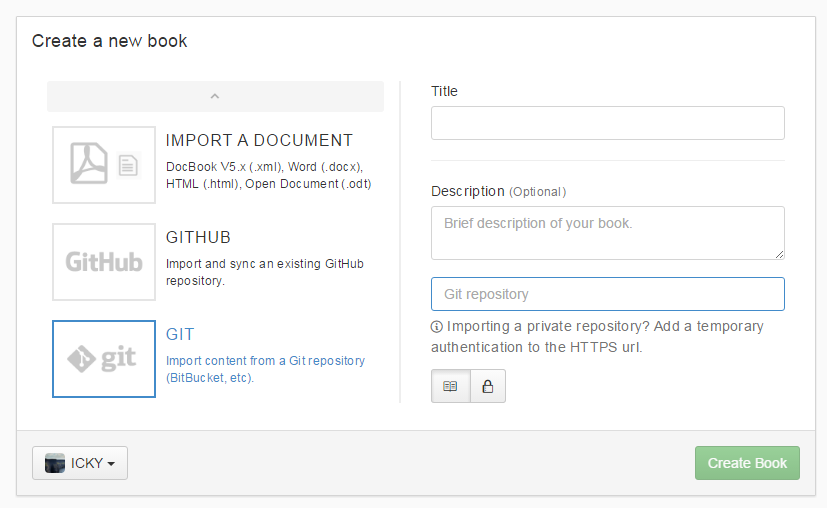 Create a new book
IMPORT A DOCUMENT
DocBook V5.x (.xml), Word (.docx),
HTML (.html), Open Document (.odt)
GitHub
GITHUB
Import and sync an existing GitHub
repository.
git
GIT
Import content from a Git repository
(BitBucket, etc).
Title
Description (Optional)
Brief description of your book.
Git repository
Importing a private repository? Add a temporary
authentication to the HTTPS url.
ICKY
Create Book